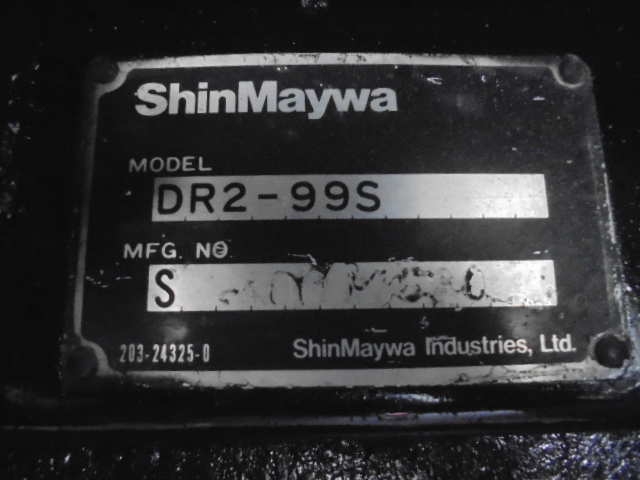 ShinMaywa
MODEL
DR2-99S
MFG. NO
S
203-24325-0
ShinMaywa Industries, Ltd.